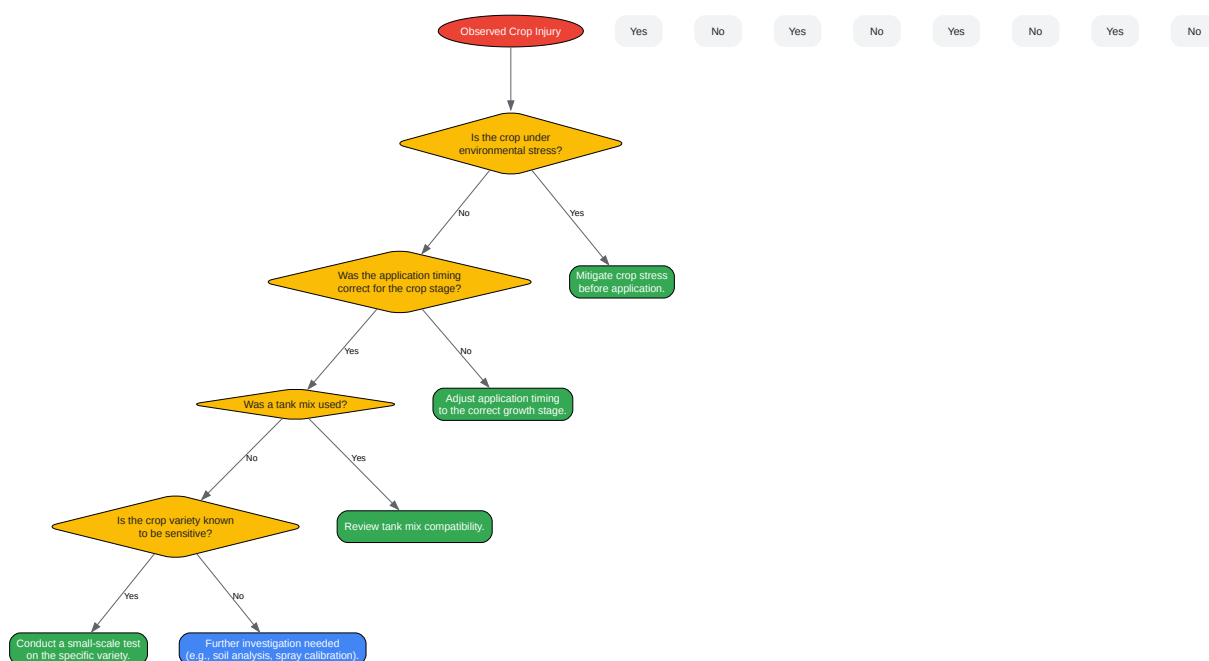 Observed Crop Injury
Yes
No
Yes
No
Yes
No
Yes
No
Is the crop under
environmental stress?
No
Yes
Was the application timing
correct for the crop stage?
Mitigate crop stress
before application.
Yes
No
Was a tank mix used?
Adjust application timing
to the correct growth stage.
No
Yes
Is the crop variety known
to be sensitive?
Review tank mix compatibility.
Yes
No
Conduct a small-scale test
on the specific variety.
Further investigation needed
(e.g., soil analysis, spray calibration).